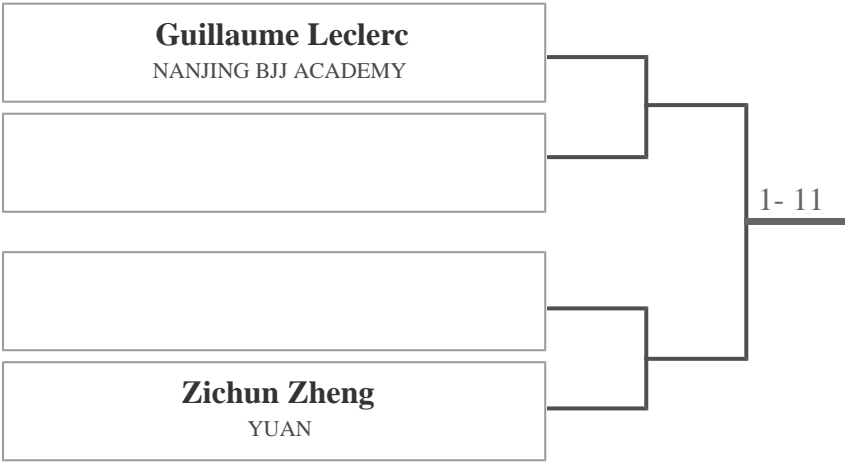 Guillaume Leclerc
NANJING BJJ ACADEMY
1- 11
Zichun Zheng
YUAN